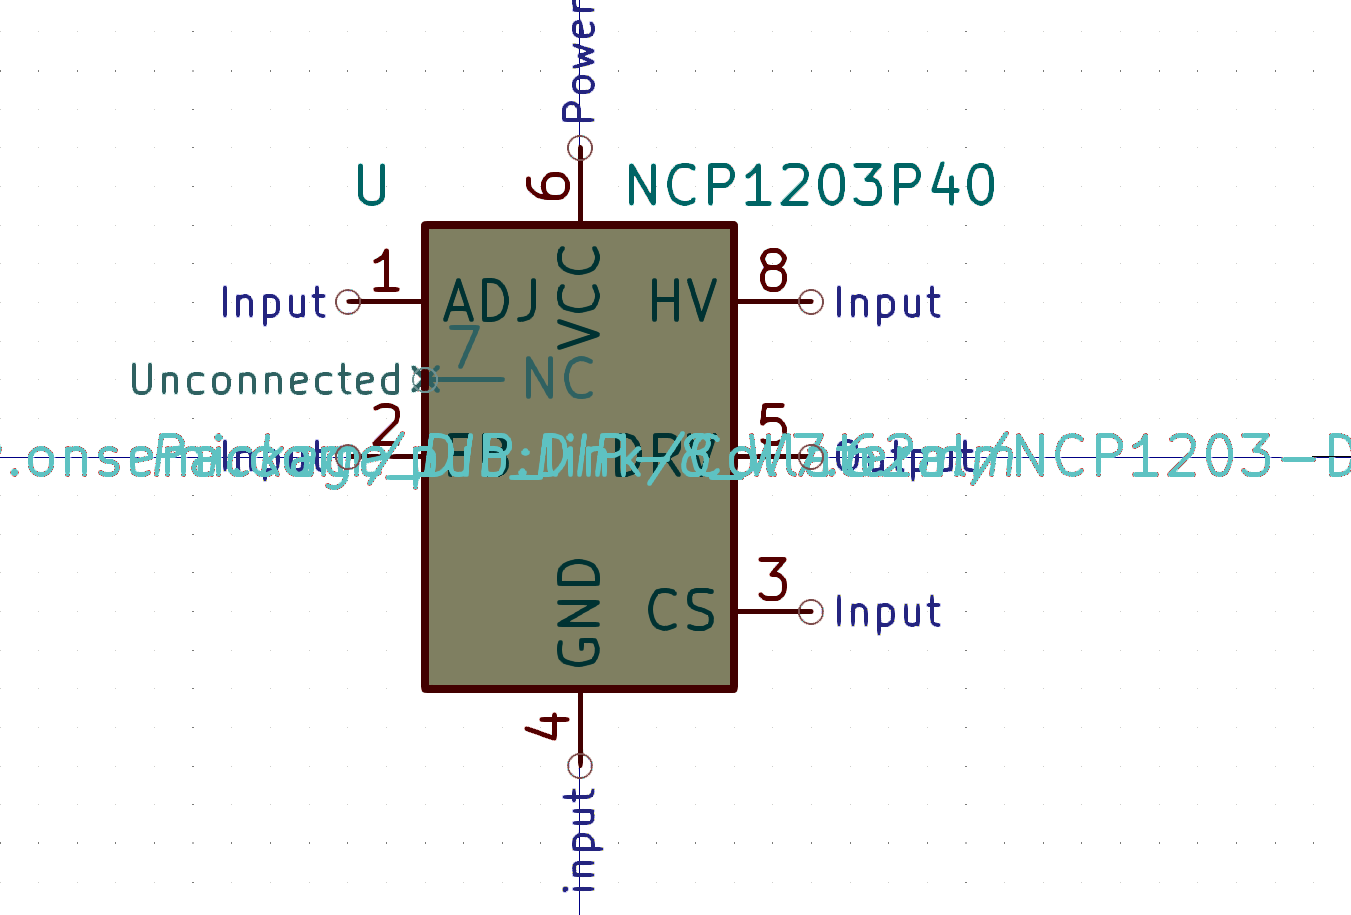 Power
U
NCP1203P40
6
1
8
Input
ADJ
VCC
HV
Input
7
Unconnected
NC
2
5
Input
FB
DRV
Output
.onsemi.com/pub_link/Collateral/NCP1203-D
Package_DIP:DIP-8_W7.62mm
3
GND
CS
Input
4
input